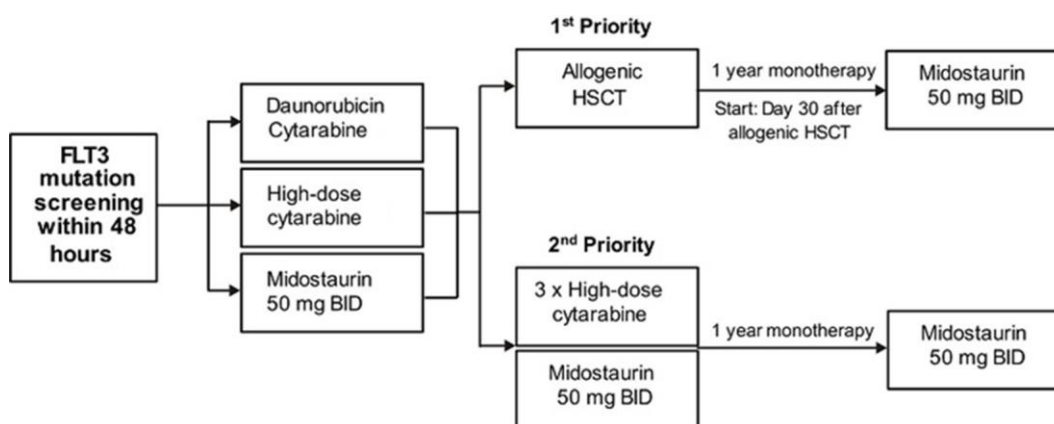 FLT3
mutation
screening
within 48
hours
Daunorubicin
Cytarabine
High-dose
cytarabine
Midostaurin
50 mg BID
1st Priority
Allogenic
HSCT
1 year monotherapy
Start: Day 30 after
allogenic HSCT
Midostaurin
50 mg BID
2nd Priority
3 x High-dose
cytarabine
Midostaurin
50 mg BID
1 year monotherapy
Midostaurin
50 mg BID